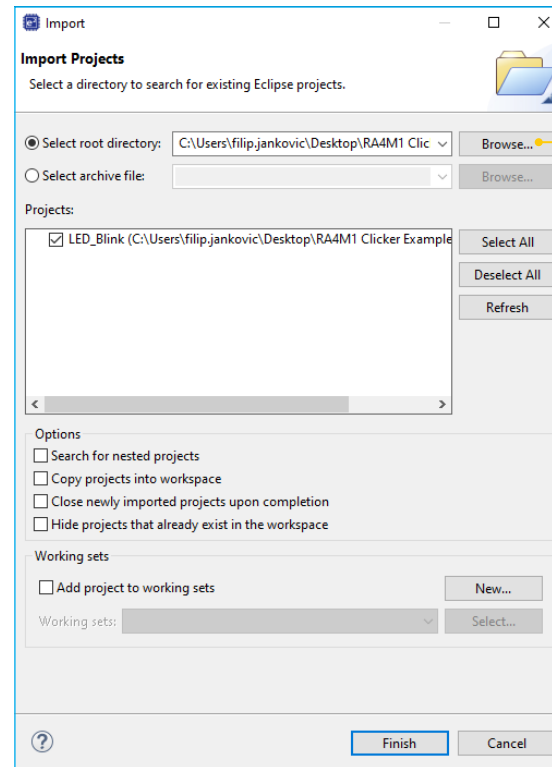 Import
Import Projects
Select a directory to search for existing Eclipse projects.
Select root directory: C:\Users\filip.jankovic\Desktop\RA4M1 Clic Browse...
Select archive file: Browse...
Projects:
LED_Blink (C:\Users\filip.jankovic\Desktop\RA4M1 Clicker Example Select All
Deselect All
Refresh
Options
Search for nested projects
Copy projects into workspace
Close newly imported projects upon completion
Hide projects that already exist in the workspace
Working sets
Add project to working sets New...
Working sets: Select...
? Finish Cancel